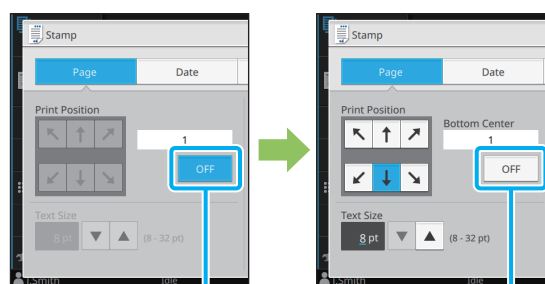 Stamp
Page
Date
Print Position
1
OFF
Text Size
8 pt
(8 - 32 pt)
J.Smith
Idle
Stamp
Page
Date
Print Position
Bottom Center
1
OFF
Text Size
8 pt
(8 - 32 pt)
J.Smith
Idle